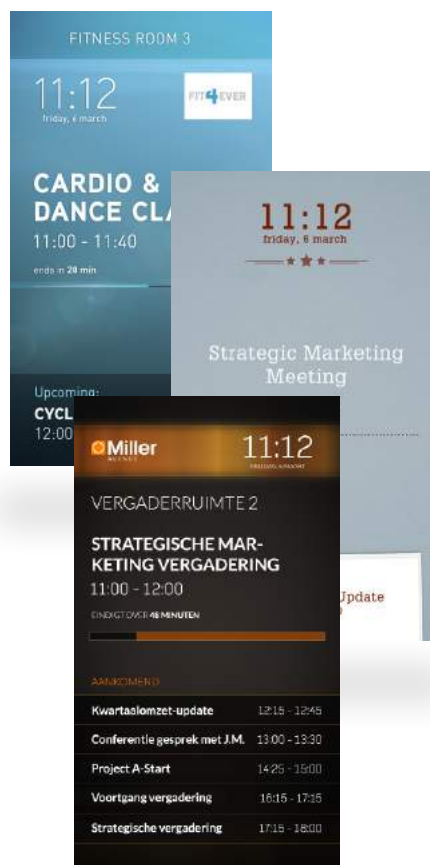 FITNESS ROOM 3
11:12
friday, 6 march
FIT4EVER
CARDIO &
DANCE CLA
11:00 - 11:40
ends in 28 min
Upcoming:
CYCL
12:00
11:12
friday, 6 march
Strategic Marketing
Meeting
Update
Miller
11:12
VERGADERRUIMTE 2
STRATEGISCHE MAR-
KETING VERGADERING
11:00 - 12:00
EINDIGT OVER 48 MINUTEN
AANKOMEND
Kwartaalomzet-update 12:15 - 12:45
Conferentie gesprek met J.M. 13:00 - 13:30
Project A-Start 14:25 - 15:00
Voortgang vergadering 16:15 - 17:15
Strategische vergadering 17:15 - 18:00